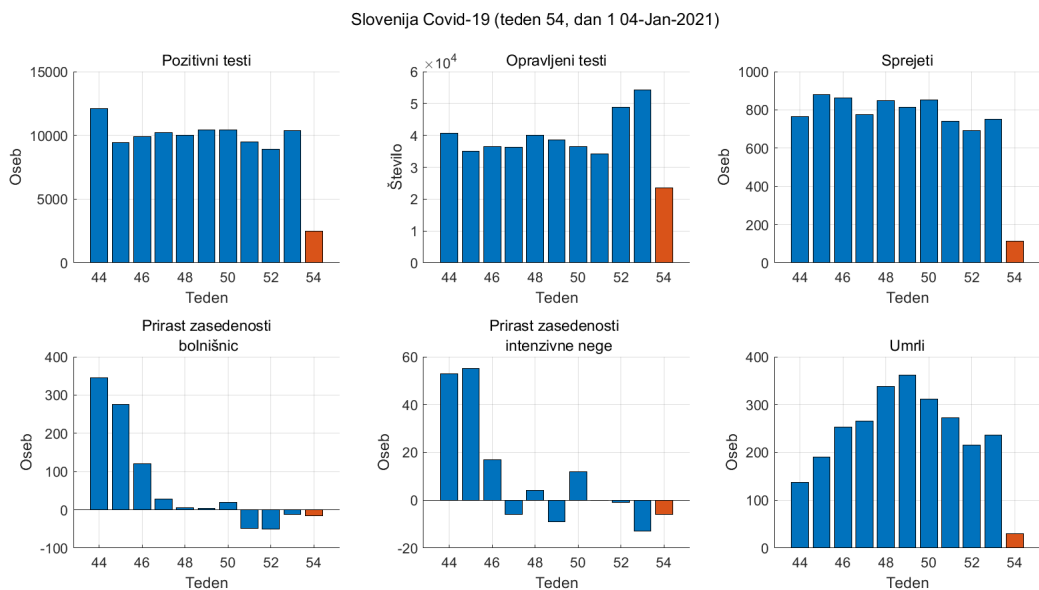 Slovenija Covid-19 (teden 54, dan 1 04-Jan-2021)
Pozitivni testi
15000
10000
5000
0
Oseb
44 46 48 50 52 54
Teden
Opravljeni testi
×10^4
6
5
4
3
2
1
0
Število
44 46 48 50 52 54
Teden
Sprejeti
1000
800
600
400
200
0
Oseb
44 46 48 50 52 54
Teden
Prirast zasedenosti
bolnišnic
400
300
200
100
0
-100
Oseb
44 46 48 50 52 54
Teden
Prirast zasedenosti
intenzivne nege
60
40
20
0
-20
Oseb
44 46 48 50 52 54
Teden
Umrli
400
300
200
100
0
Oseb
44 46 48 50 52 54
Teden